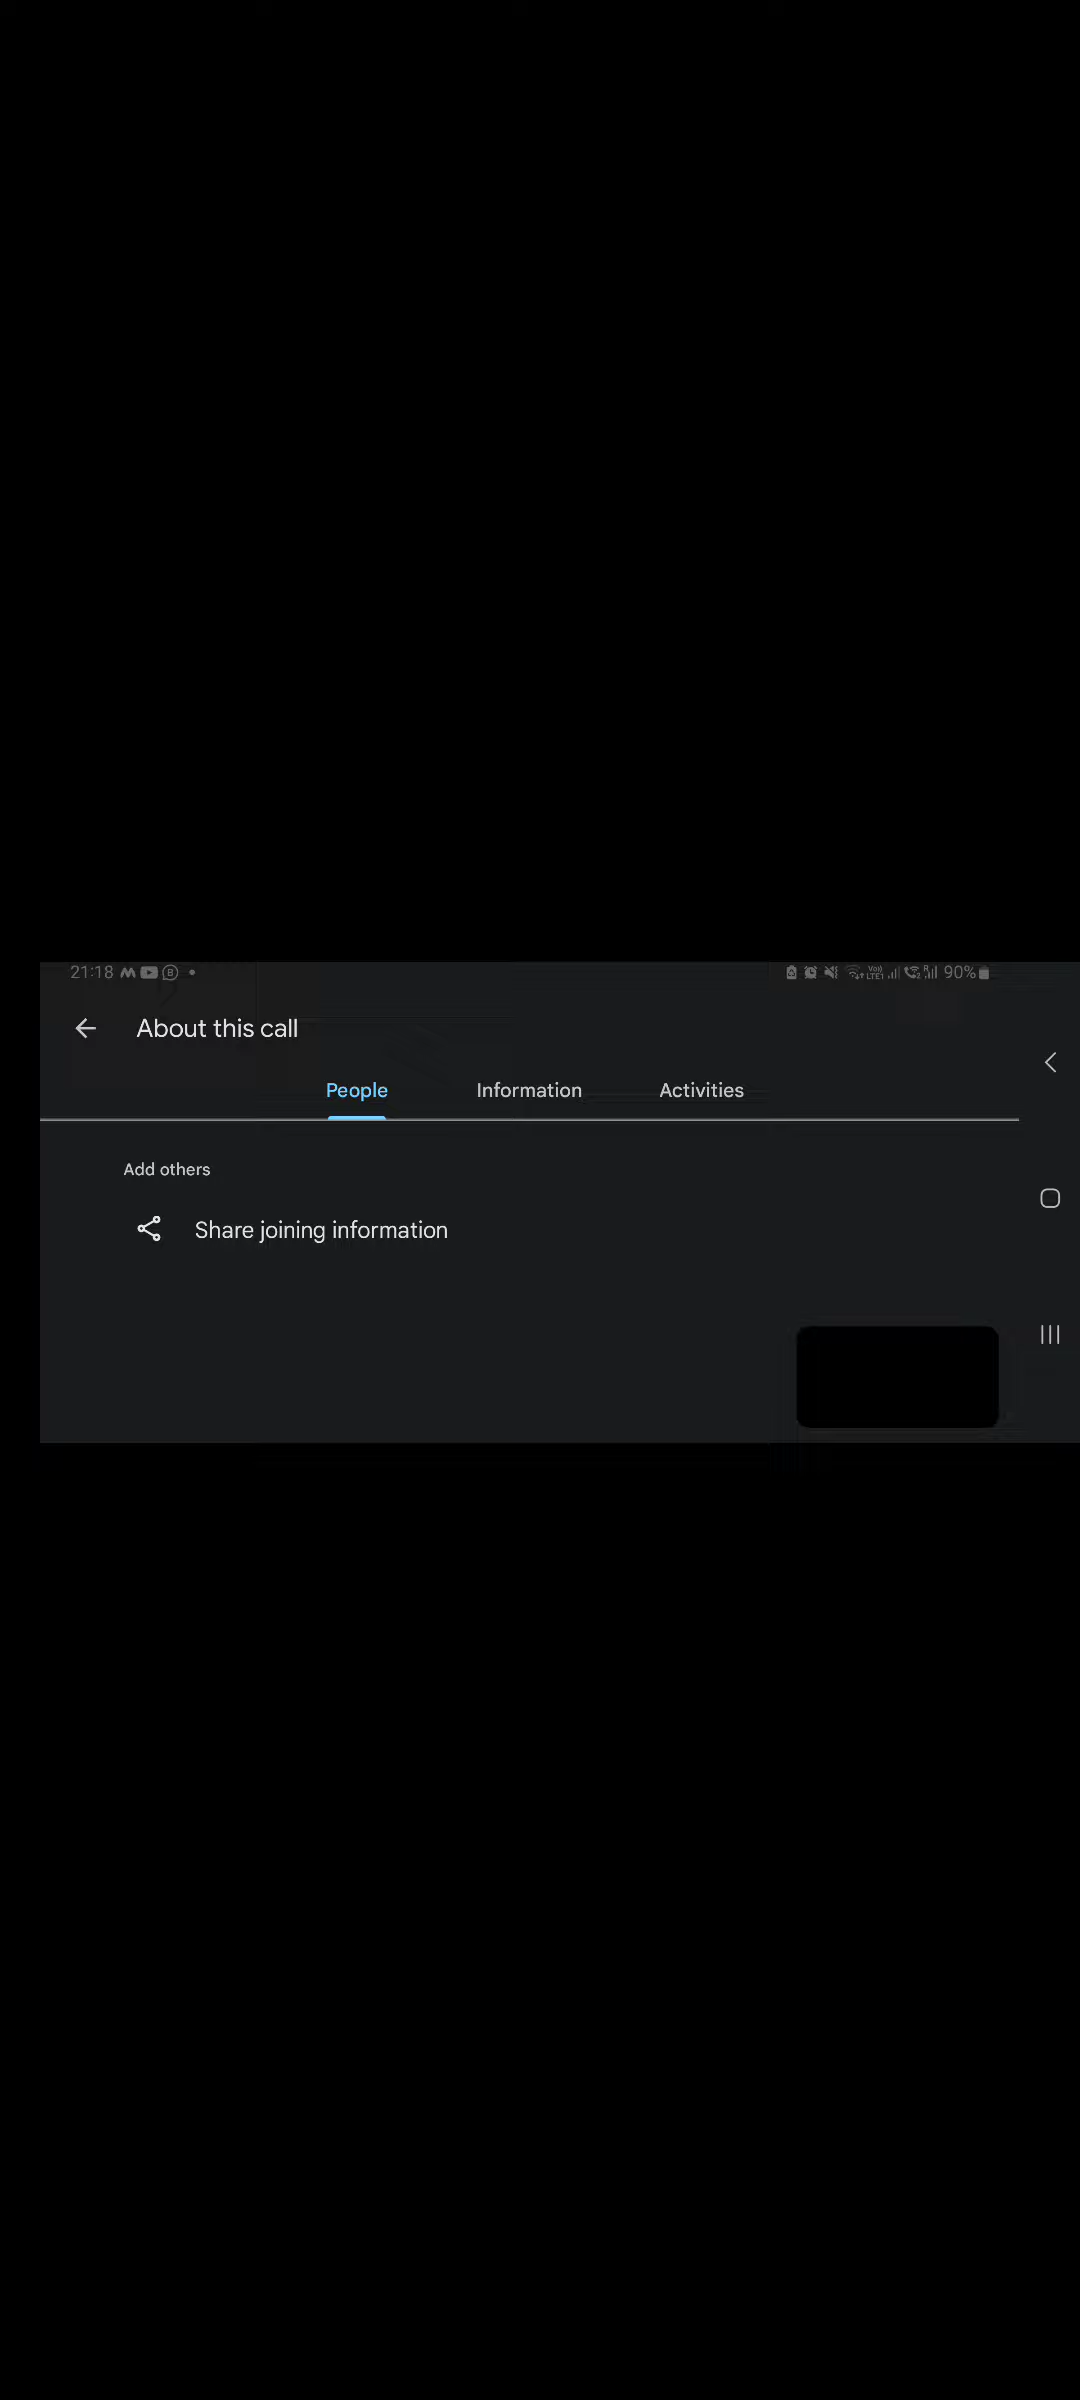 21:18 90%
About this call
People Information Activities
Add others
Share joining information